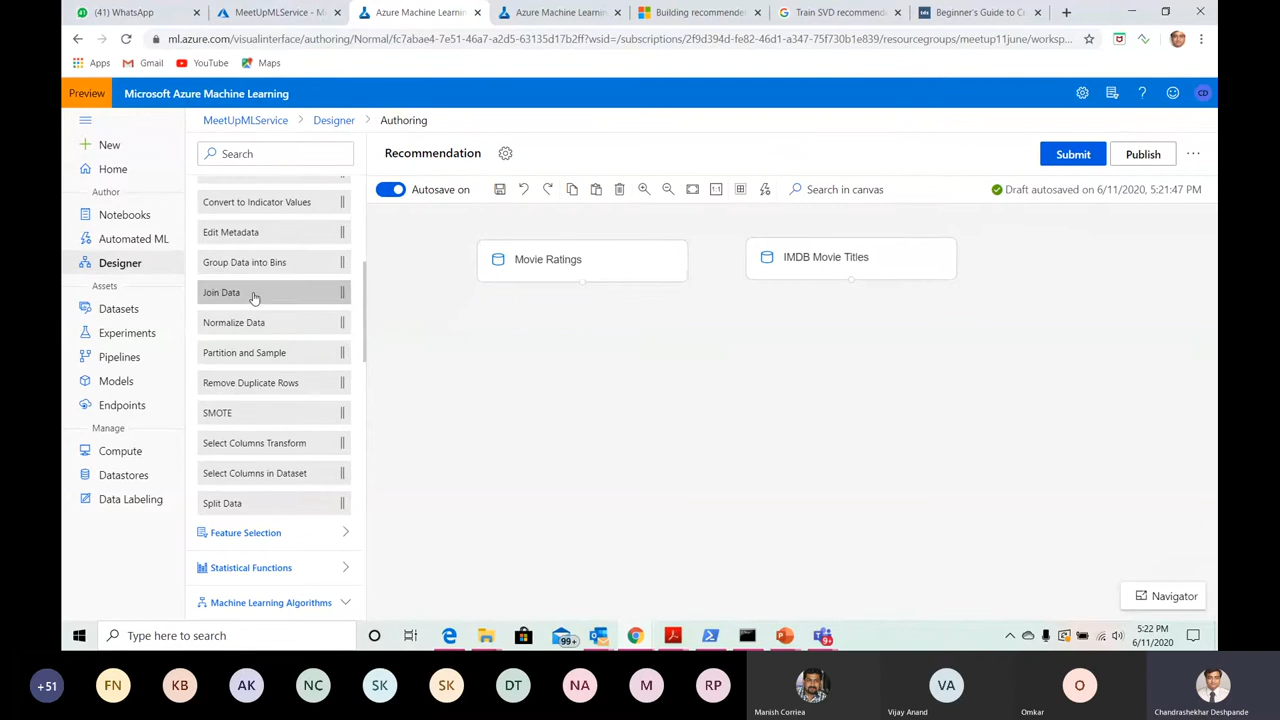 (41) WhatsApp
MeetUpMLService - M
Azure Machine Learnin
Azure Machine Learnin
Building recommende
Train SVD recommend
Beginner's Guide to C
ml.azure.com/visualinterface/authoring/Normal/fc7abae4-7e51-46a7-a2d5-63135d17b2ff?wsid=/subscriptions/2f9d394d-fe82-46d1-a347-75f730b1e839/resourcegroups/meetup11june/worksp...
Apps Gmail YouTube Maps
Preview Microsoft Azure Machine Learning CD
MeetUpMLService > Designer > Authoring
New
Home
Author
Notebooks
Automated ML
Designer
Assets
Datasets
Experiments
Pipelines
Models
Endpoints
Manage
Compute
Datastores
Data Labeling
Search
Convert to Indicator Values
Edit Metadata
Group Data into Bins
Join Data
Normalize Data
Partition and Sample
Remove Duplicate Rows
SMOTE
Select Columns Transform
Select Columns in Dataset
Split Data
Feature Selection
Statistical Functions
Machine Learning Algorithms
Recommendation
Submit Publish ...
Autosave on
Search in canvas
Draft autosaved on 6/11/2020, 5:21:47 PM
Movie Ratings
IMDB Movie Titles
Navigator
Type here to search
99+
9+
5:22 PM
6/11/2020
+51 FN KB AK NC SK SK DT NA M RP VA O
Manish Corriea Vijay Anand Omkar Chandrashekhar Deshpande